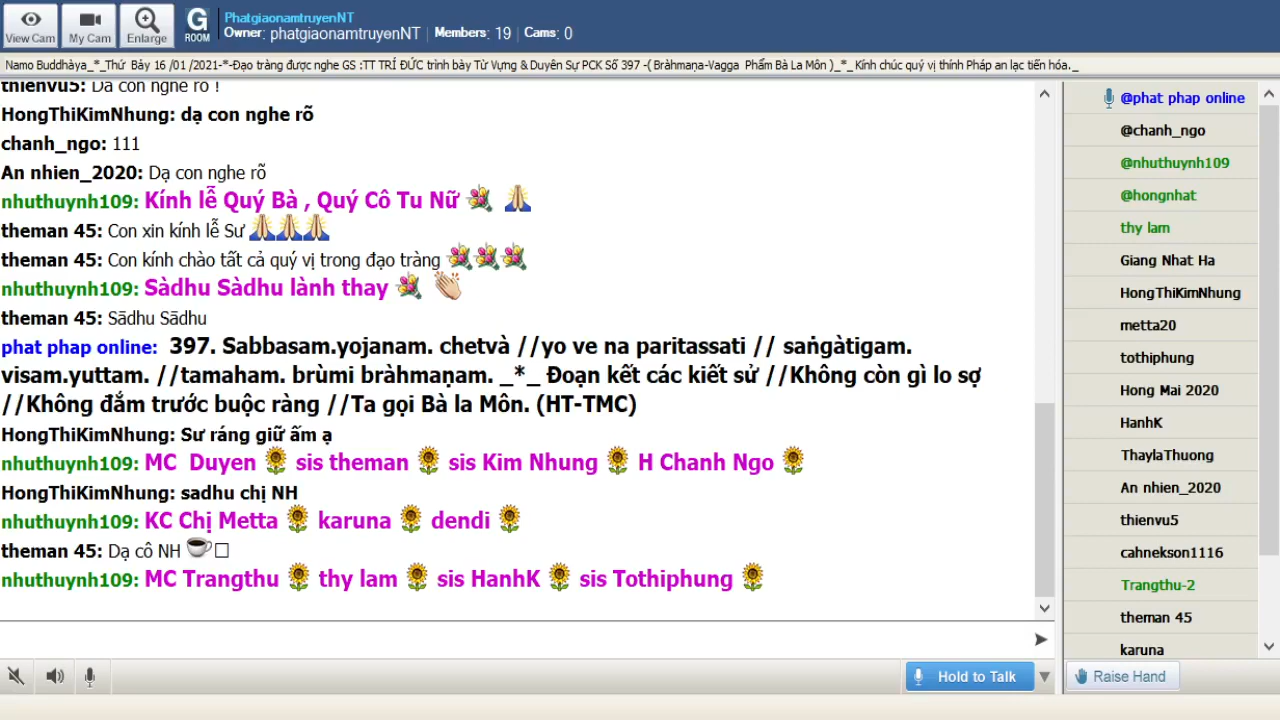 View Cam
My Cam
Enlarge
G
ROOM
PhatgiaonamtruyenNT
Owner: phatgiaonamtruyenNT | Members: 19 | Cams: 0
Namo Buddhàya_*_Thứ Bảy 16 /01 /2021-*-Đạo tràng được nghe GS :TT TRÍ ĐỨC trình bày Từ Vựng & Duyên Sự PCK Số 397 -( Bràhmaṇa-Vagga Phẩm Bà La Môn )_*_ Kính chúc quý vị thính Pháp an lạc tiến hóa._
thienvu5: Dạ con nghe rõ !
HongThiKimNhung: dạ con nghe rõ
chanh_ngo: 111
An nhien_2020: Dạ con nghe rõ
nhuthuynh109: Kính lễ Quý Bà , Quý Cô Tu Nữ
theman 45: Con xin kính lễ Sư
theman 45: Con kính chào tất cả quý vị trong đạo tràng
nhuthuynh109: Sàdhu Sàdhu lành thay
theman 45: Sādhu Sādhu
phat phap online: 397. Sabbasam.yojanam. chetvà //yo ve na paritassati // saṅgàtigam.
visam.yuttam. //tamaham. brùmi bràhmaṇam. _*_ Đoạn kết các kiết sử //Không còn gì lo sợ
//Không đắm trước buộc ràng //Ta gọi Bà la Môn. (HT-TMC)
HongThiKimNhung: Sư ráng giữ ấm ạ
nhuthuynh109: MC Duyen sis theman sis Kim Nhung H Chanh Ngo
HongThiKimNhung: sadhu chị NH
nhuthuynh109: KC Chị Metta karuna dendi
theman 45: Dạ cô NH
nhuthuynh109: MC Trangthu thy lam sis HanhK sis Tothiphung
Hold to Talk
@phat phap online
@chanh_ngo
@nhuthuynh109
@hongnhat
thy lam
Giang Nhat Ha
HongThiKimNhung
metta20
tothiphung
Hong Mai 2020
HanhK
ThaylaThuong
An nhien_2020
thienvu5
cahnekson1116
Trangthu-2
theman 45
karuna
Raise Hand